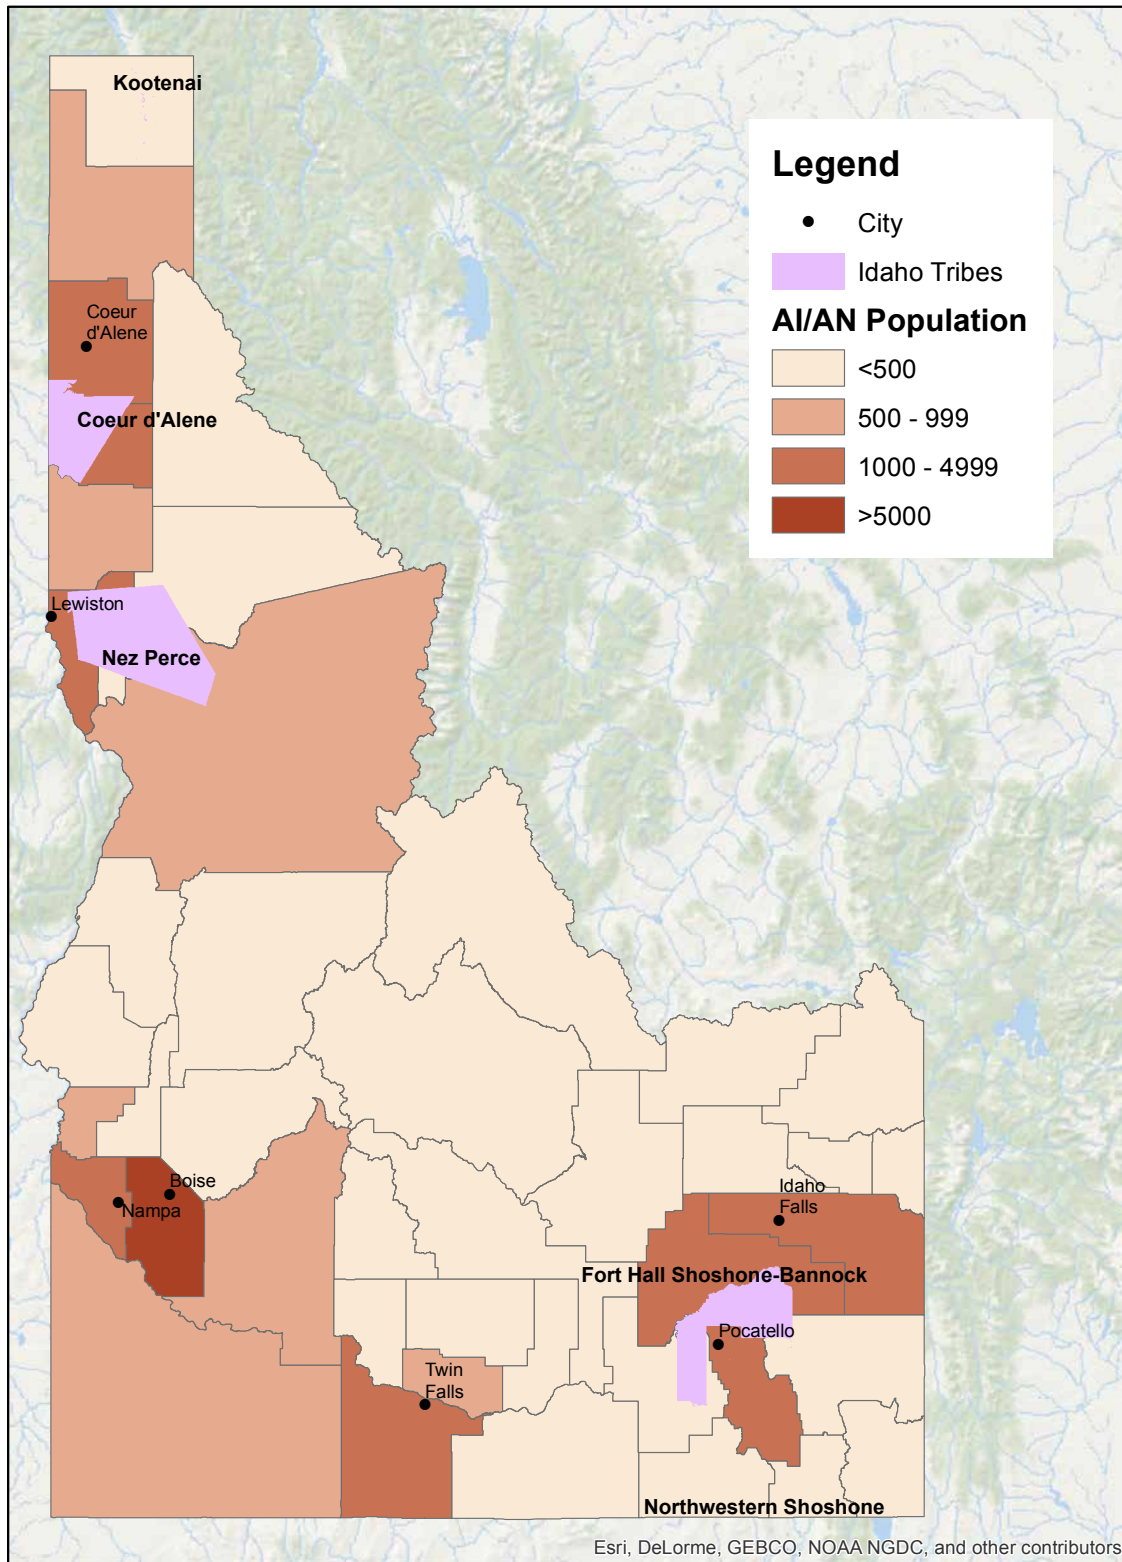 Kootenai
Legend
City
Idaho Tribes
AI/AN Population
<500
500 - 999
1000 - 4999
>5000
Coeur
d'Alene
Coeur d'Alene
Lewiston
Nez Perce
Boise
Nampa
Idaho
Falls
Fort Hall Shoshone-Bannock
Pocatello
Twin
Falls
Northwestern Shoshone
Esri, DeLorme, GEBCO, NOAA NGDC, and other contributors